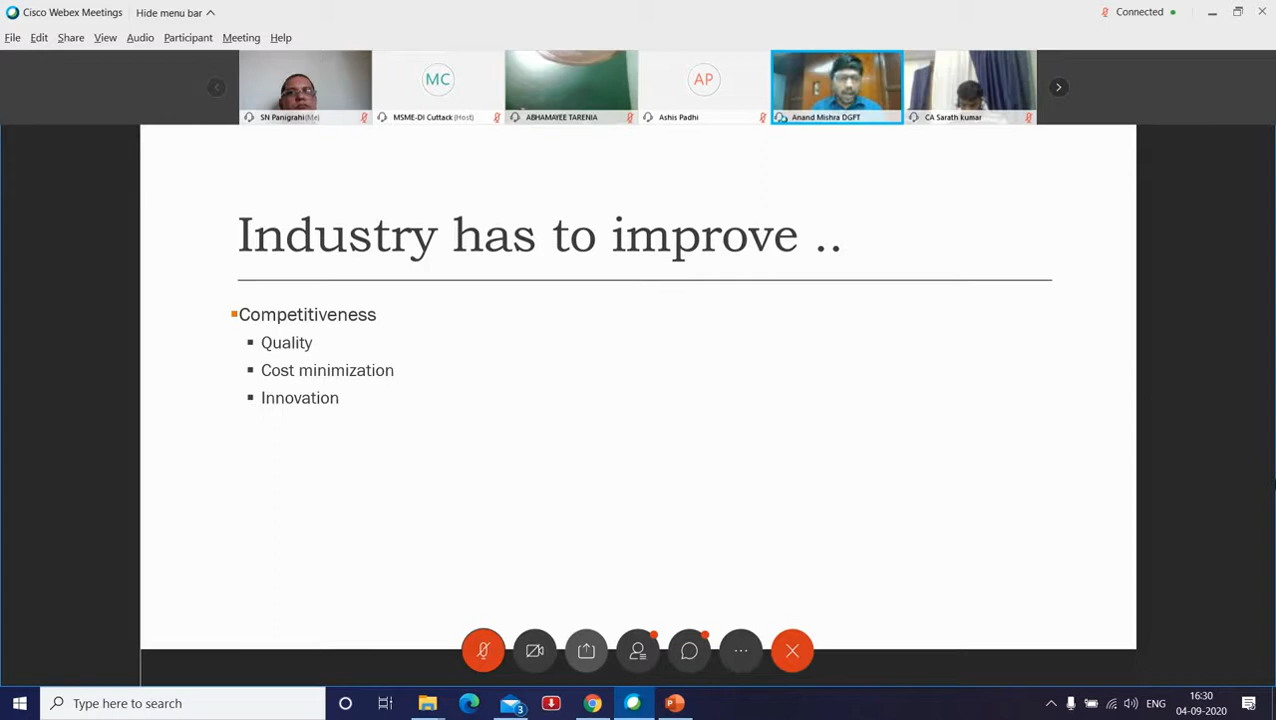 Cisco Webex Meetings
Hide menu bar
Connected
File Edit Share View Audio Participant Meeting Help
MC
AP
SN Panigrahi(Me)
MSME-DI Cuttack (Host)
ABHAMAYEE TARENIA
Ashis Padhi
Anand Mishra DGFT
CA Sarath kumar
Industry has to improve ..
Competitiveness
Quality
Cost minimization
Innovation
Type here to search
3
ENG
16:30
04-09-2020